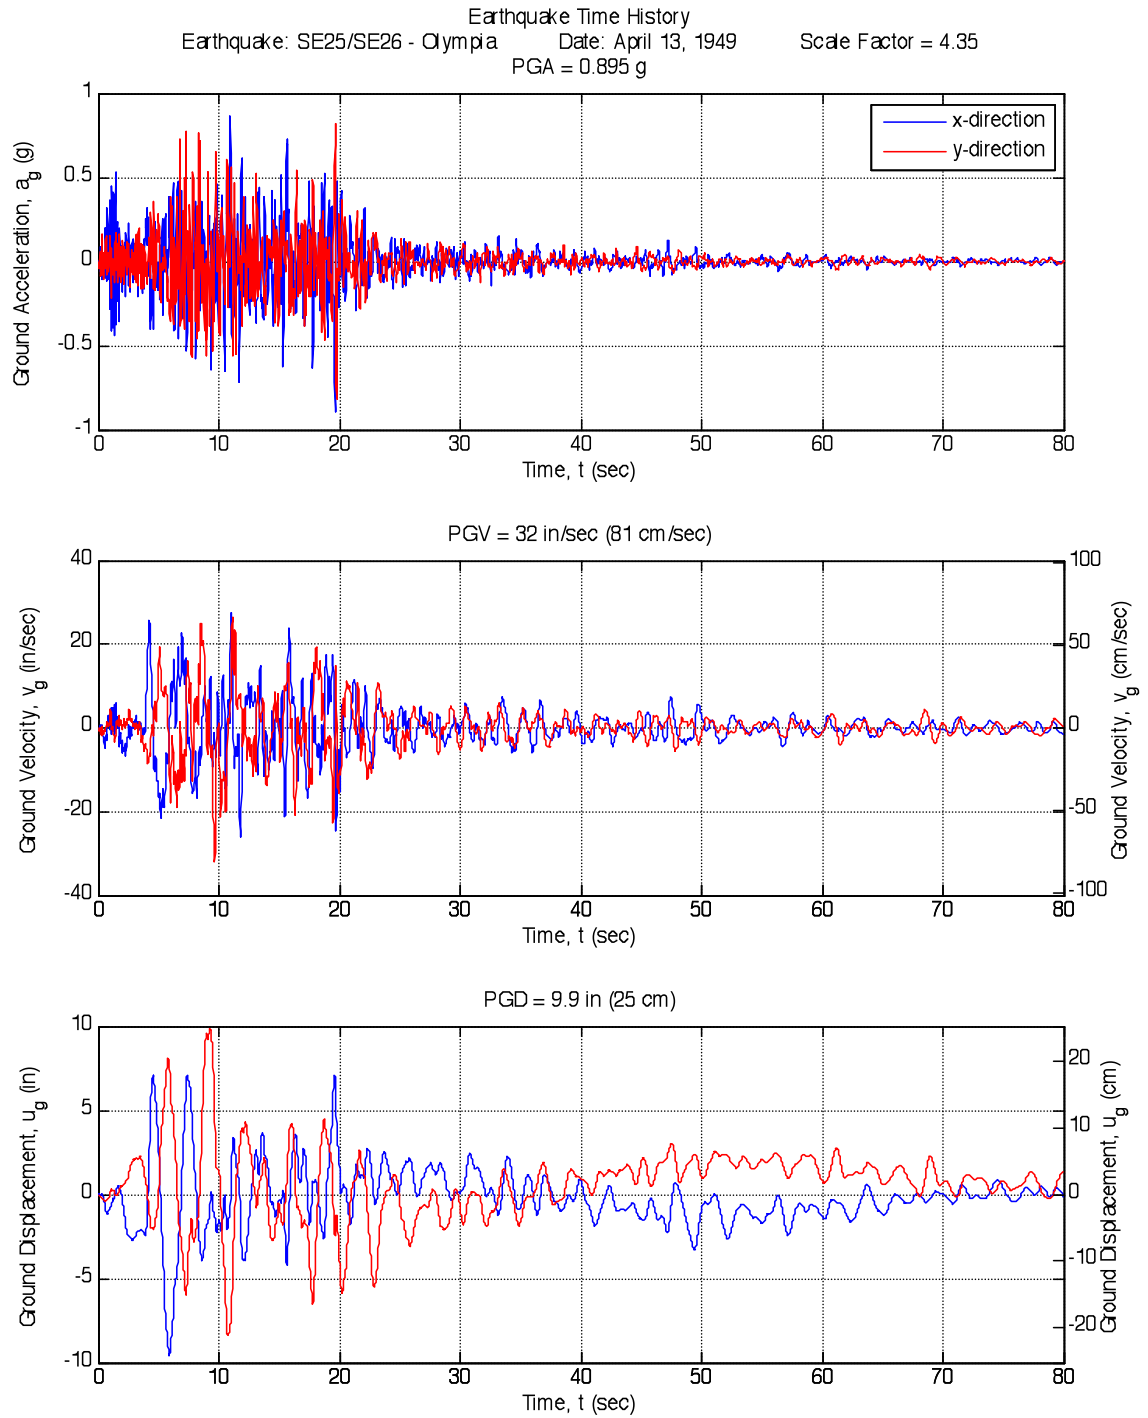 Earthquake Time History
Earthquake: SE25/SE26 - Olympia Date: April 13, 1949 Scale Factor = 4.35
PGA = 0.895 g
1
0.5
0
-0.5
-1
Ground Acceleration, a_g (g)
x-direction
y-direction
0 10 20 30 40 50 60 70 80
Time, t (sec)
PGV = 32 in/sec (81 cm/sec)
40
20
0
-20
-40
Ground Velocity, v_g (in/sec)
100
50
0
-50
-100
Ground Velocity, v_g (cm/sec)
0 10 20 30 40 50 60 70 80
Time, t (sec)
PGD = 9.9 in (25 cm)
10
5
0
-5
-10
Ground Displacement, u_g (in)
20
10
0
-10
-20
Ground Displacement, u_g (cm)
0 10 20 30 40 50 60 70 80
Time, t (sec)